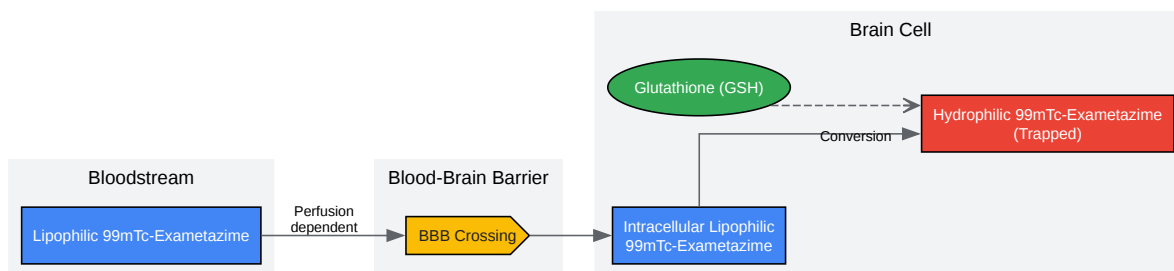 Bloodstream
Lipophilic 99mTc-Exametazime
Perfusion
dependent
Blood-Brain Barrier
BBB Crossing
Brain Cell
Glutathione (GSH)
Intracellular Lipophilic
99mTc-Exametazime
Conversion
Hydrophilic 99mTc-Exametazime
(Trapped)